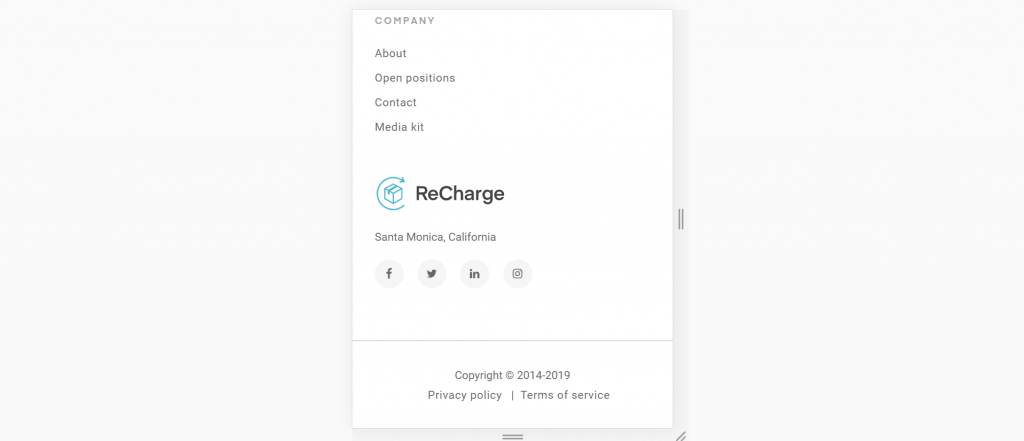 COMPANY
About
Open positions
Contact
Media kit
ReCharge
Santa Monica, California
Copyright © 2014-2019
Privacy policy | Terms of service